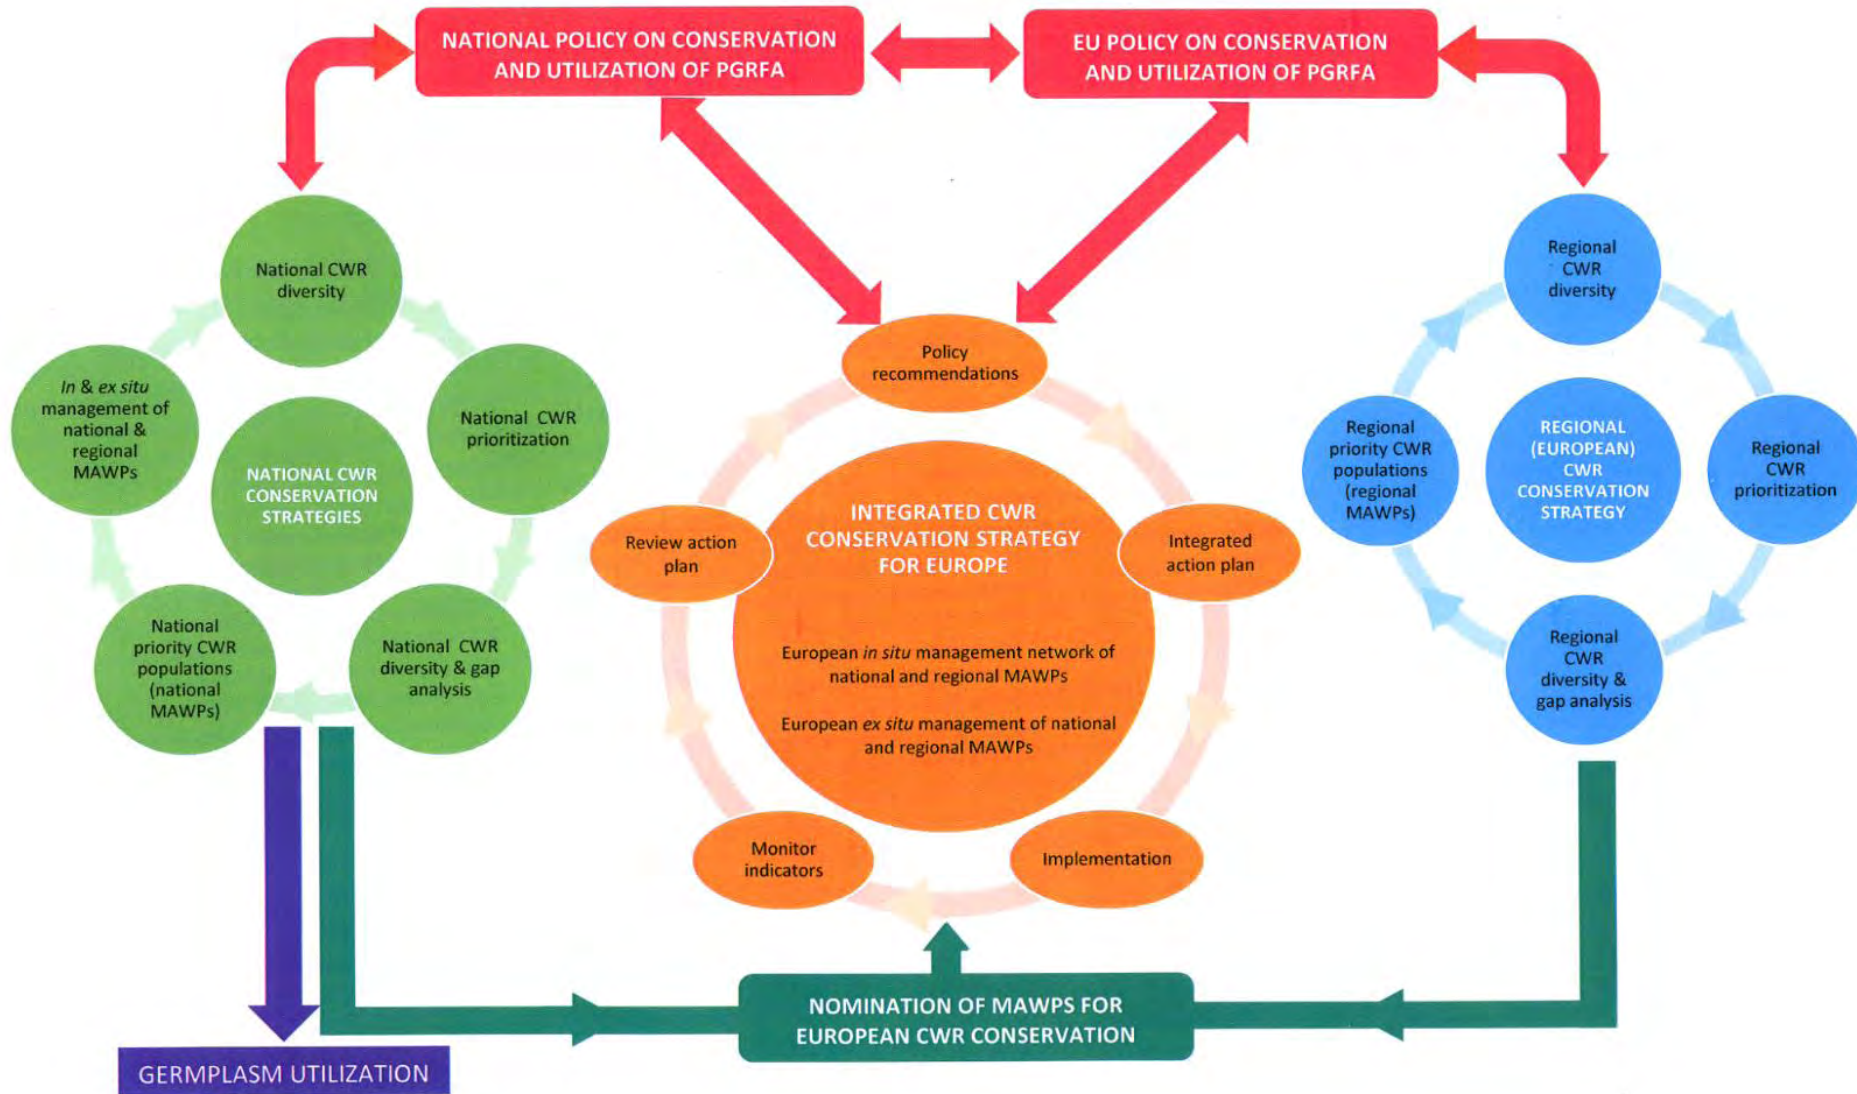 NATIONAL POLICY ON CONSERVATION
AND UTILIZATION OF PGRFA
EU POLICY ON CONSERVATION
AND UTILIZATION OF PGRFA
National CWR
diversity
National CWR
prioritization
National CWR
diversity & gap
analysis
National
priority CWR
populations
(national
MAWPs)
In & ex situ
management of
national &
regional
MAWPs
NATIONAL CWR
CONSERVATION
STRATEGIES
Policy
recommendations
Integrated
action plan
Implementation
Monitor
indicators
Review action
plan
INTEGRATED CWR
CONSERVATION STRATEGY
FOR EUROPE
European in situ management network of
national and regional MAWPs
European ex situ management of national
and regional MAWPs
Regional
CWR
diversity
Regional
CWR
prioritization
Regional
CWR
diversity &
gap analysis
Regional
priority CWR
populations
(regional
MAWPs)
REGIONAL
(EUROPEAN)
CWR
CONSERVATION
STRATEGY
NOMINATION OF MAWPS FOR
EUROPEAN CWR CONSERVATION
GERMPLASM UTILIZATION